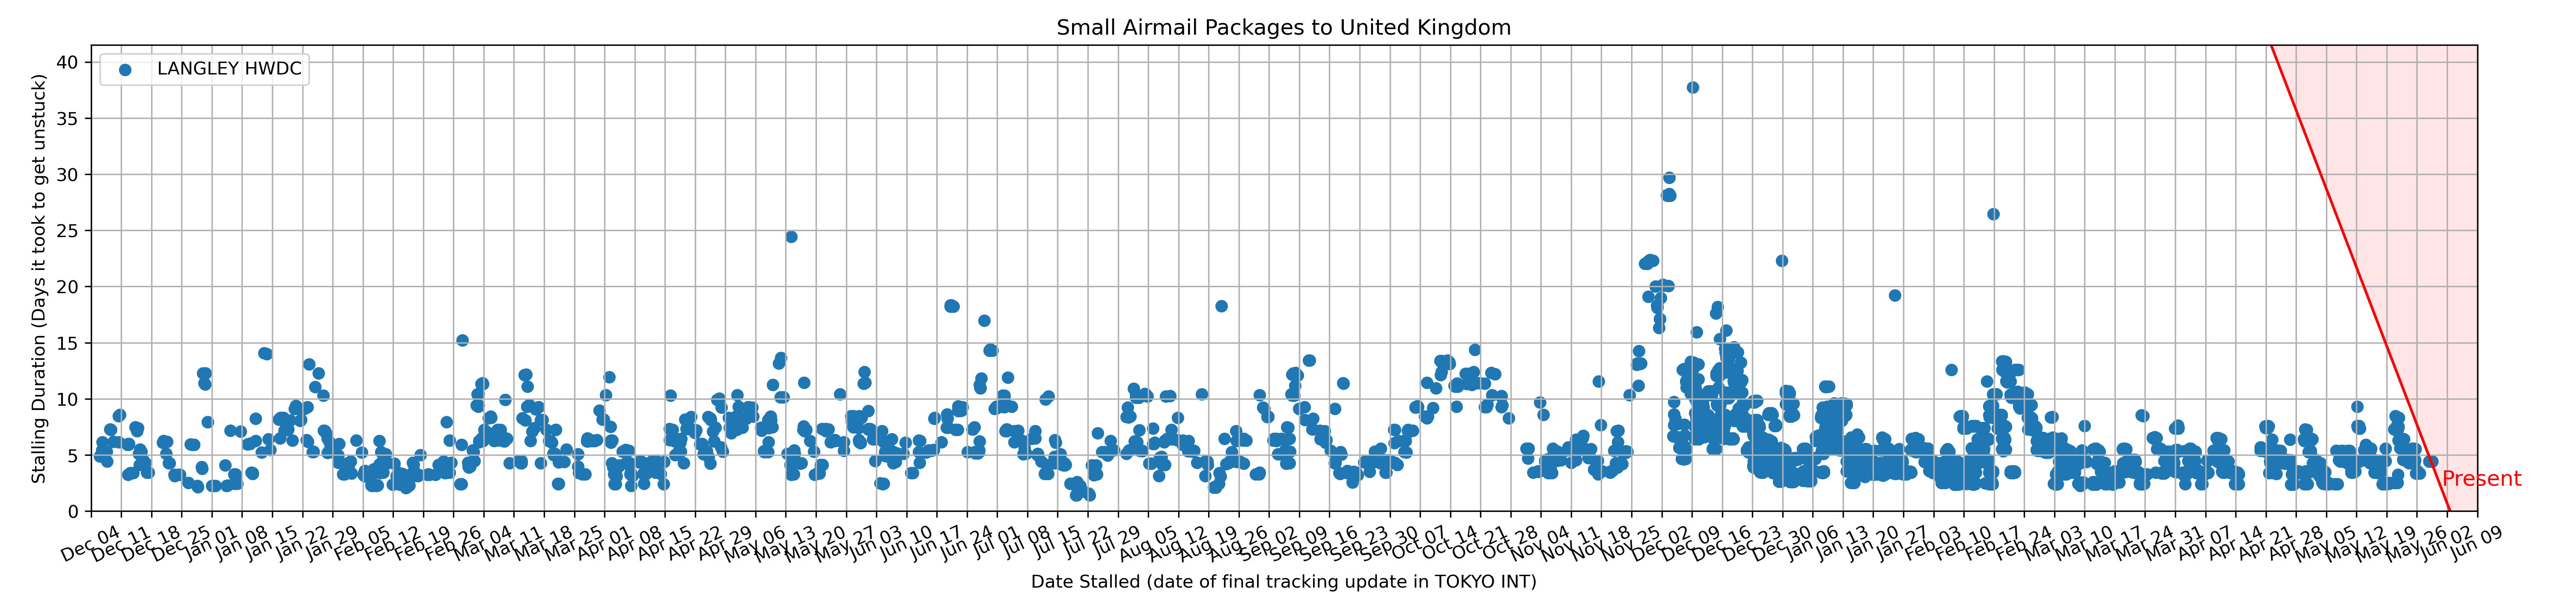 Small Airmail Packages to United Kingdom
LANGLEY HWDC
Stalling Duration (Days it took to get unstuck)
40
35
30
25
20
15
10
5
0
Present
Dec 04
Dec 11
Dec 18
Dec 25
Jan 01
Jan 08
Jan 15
Jan 22
Jan 29
Feb 05
Feb 12
Feb 19
Feb 26
Mar 04
Mar 11
Mar 18
Mar 25
Apr 01
Apr 08
Apr 15
Apr 22
Apr 29
May 06
May 13
May 20
May 27
Jun 03
Jun 10
Jun 17
Jun 24
Jul 01
Jul 08
Jul 15
Jul 22
Jul 29
Aug 05
Aug 12
Aug 19
Aug 26
Sep 02
Sep 09
Sep 16
Sep 23
Sep 30
Oct 07
Oct 14
Oct 21
Oct 28
Nov 04
Nov 11
Nov 18
Nov 25
Dec 02
Dec 09
Dec 16
Dec 23
Dec 30
Jan 06
Jan 13
Jan 20
Jan 27
Feb 03
Feb 10
Feb 17
Feb 24
Mar 03
Mar 10
Mar 17
Mar 24
Mar 31
Apr 07
Apr 14
Apr 21
Apr 28
May 05
May 12
May 19
May 26
Jun 02
Jun 09
Date Stalled (date of final tracking update in TOKYO INT)